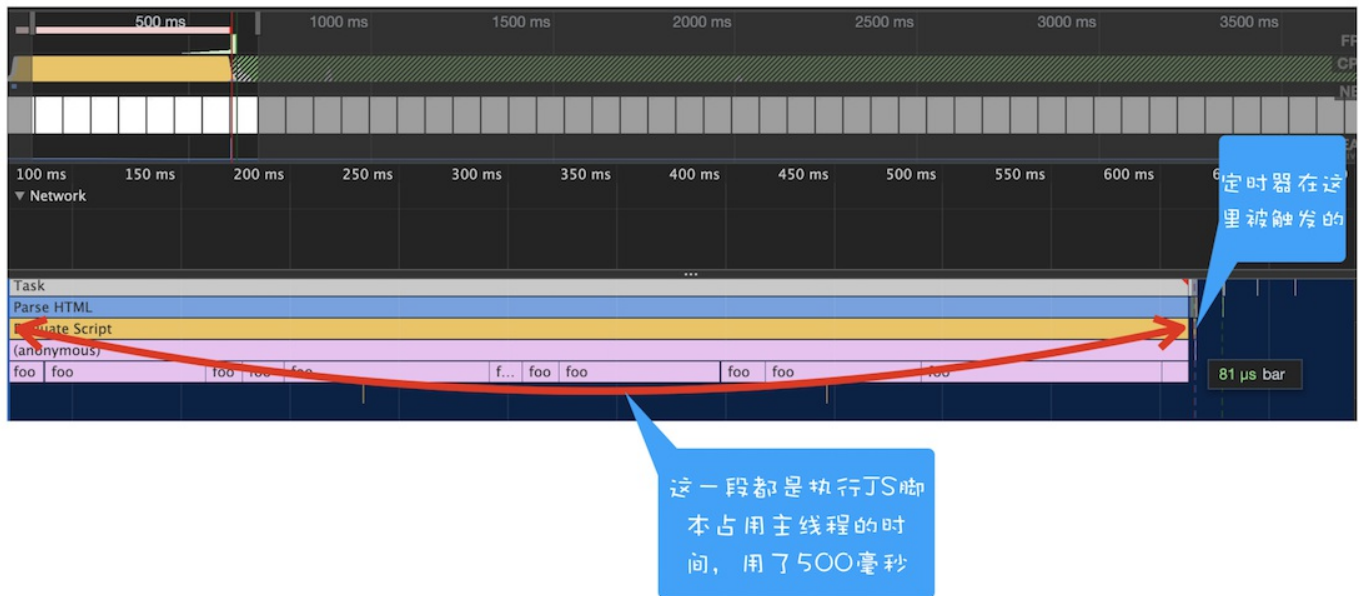 500 ms 1000 ms 1500 ms 2000 ms 2500 ms 3000 ms 3500 ms
FP
CP
NE
EA
100 ms 150 ms 200 ms 250 ms 300 ms 350 ms 400 ms 450 ms 500 ms 550 ms 600 ms
▼ Network
定时器在这
里被触发的
...
Task
Parse HTML
Script
(anonymous)
foo foo foo foo foo f... foo foo foo foo foo
81 μs bar
这一段都是执行JS脚
本占用主线程的时
间，用了500毫秒